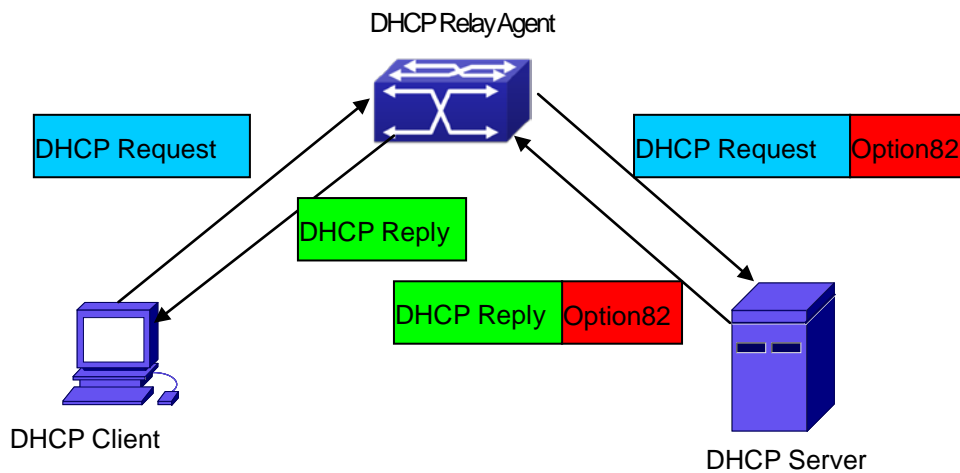 DHCP Relay Agent
DHCP Request
DHCP Request Option82
DHCP Reply
DHCP Reply Option82
DHCP Client
DHCP Server